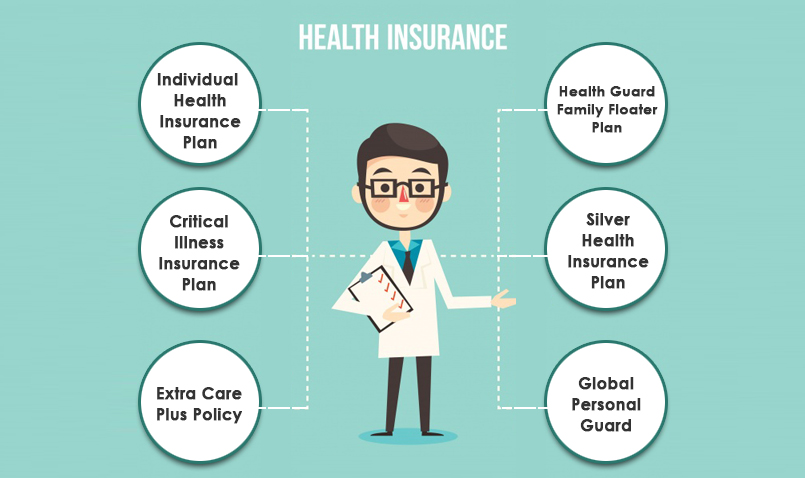 HEALTH INSURANCE
Individual
Health
Insurance
Plan
Critical
Illness
Insurance
Plan
Extra Care
Plus Policy
Health Guard
Family Floater
Plan
Silver
Health
Insurance
Plan
Global
Personal
Guard